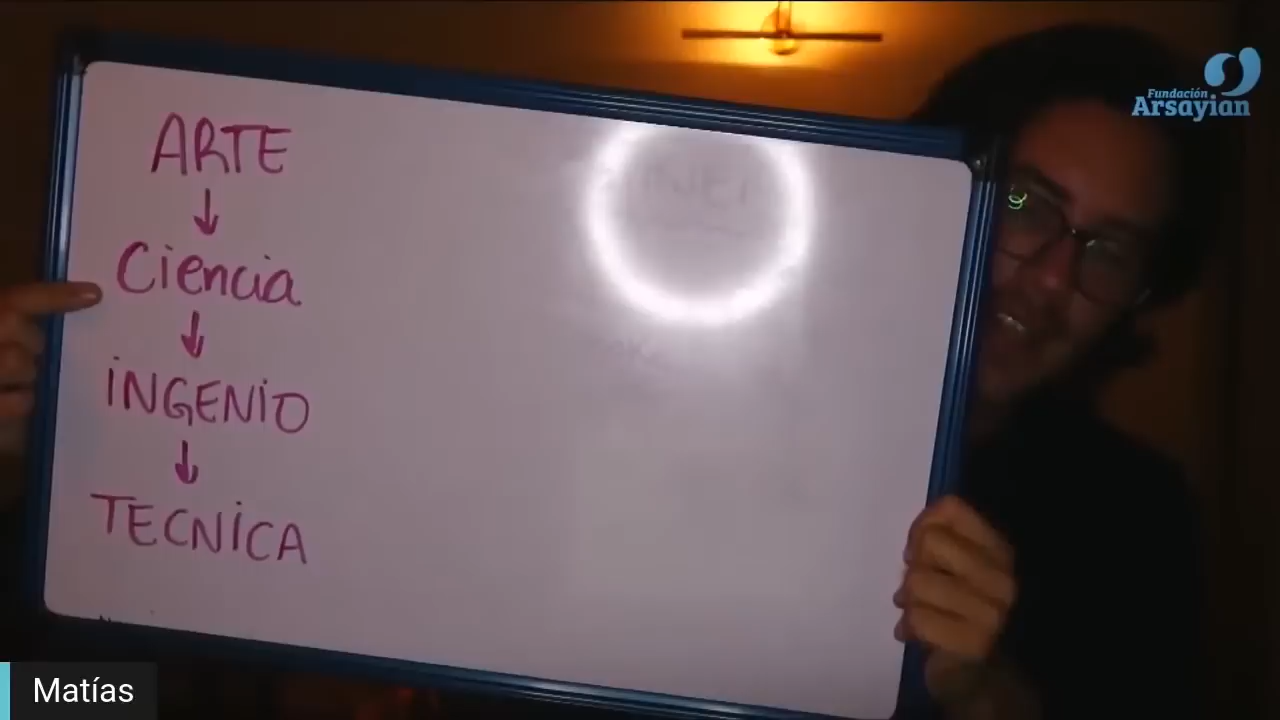 ARTE
↓
Ciencia
↓
iNGENiO
↓
TECNiCA
Fundación
Arsayian
Matías